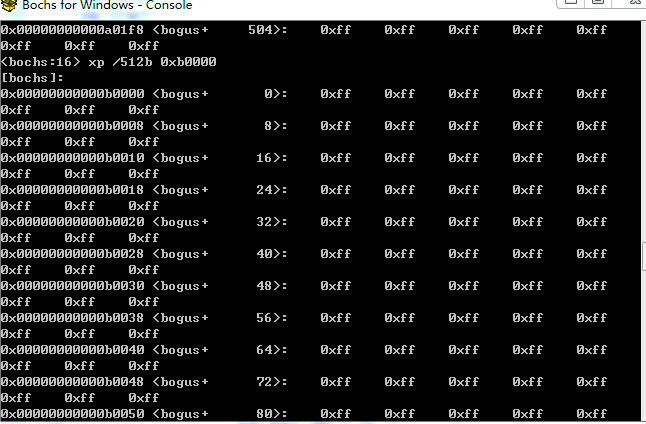 Bochs for Windows - Console
0x00000000000a01f8 <bogus+     504>:    0xff    0xff    0xff    0xff    0xff
0xff    0xff    0xff
<bochs:16> xp /512b 0xb0000
[bochs]:
0x00000000000b0000 <bogus+       0>:    0xff    0xff    0xff    0xff    0xff
0xff    0xff    0xff
0x00000000000b0008 <bogus+       8>:    0xff    0xff    0xff    0xff    0xff
0xff    0xff    0xff
0x00000000000b0010 <bogus+      16>:    0xff    0xff    0xff    0xff    0xff
0xff    0xff    0xff
0x00000000000b0018 <bogus+      24>:    0xff    0xff    0xff    0xff    0xff
0xff    0xff    0xff
0x00000000000b0020 <bogus+      32>:    0xff    0xff    0xff    0xff    0xff
0xff    0xff    0xff
0x00000000000b0028 <bogus+      40>:    0xff    0xff    0xff    0xff    0xff
0xff    0xff    0xff
0x00000000000b0030 <bogus+      48>:    0xff    0xff    0xff    0xff    0xff
0xff    0xff    0xff
0x00000000000b0038 <bogus+      56>:    0xff    0xff    0xff    0xff    0xff
0xff    0xff    0xff
0x00000000000b0040 <bogus+      64>:    0xff    0xff    0xff    0xff    0xff
0xff    0xff    0xff
0x00000000000b0048 <bogus+      72>:    0xff    0xff    0xff    0xff    0xff
0xff    0xff    0xff
0x00000000000b0050 <bogus+      80>:    0xff    0xff    0xff    0xff    0xff